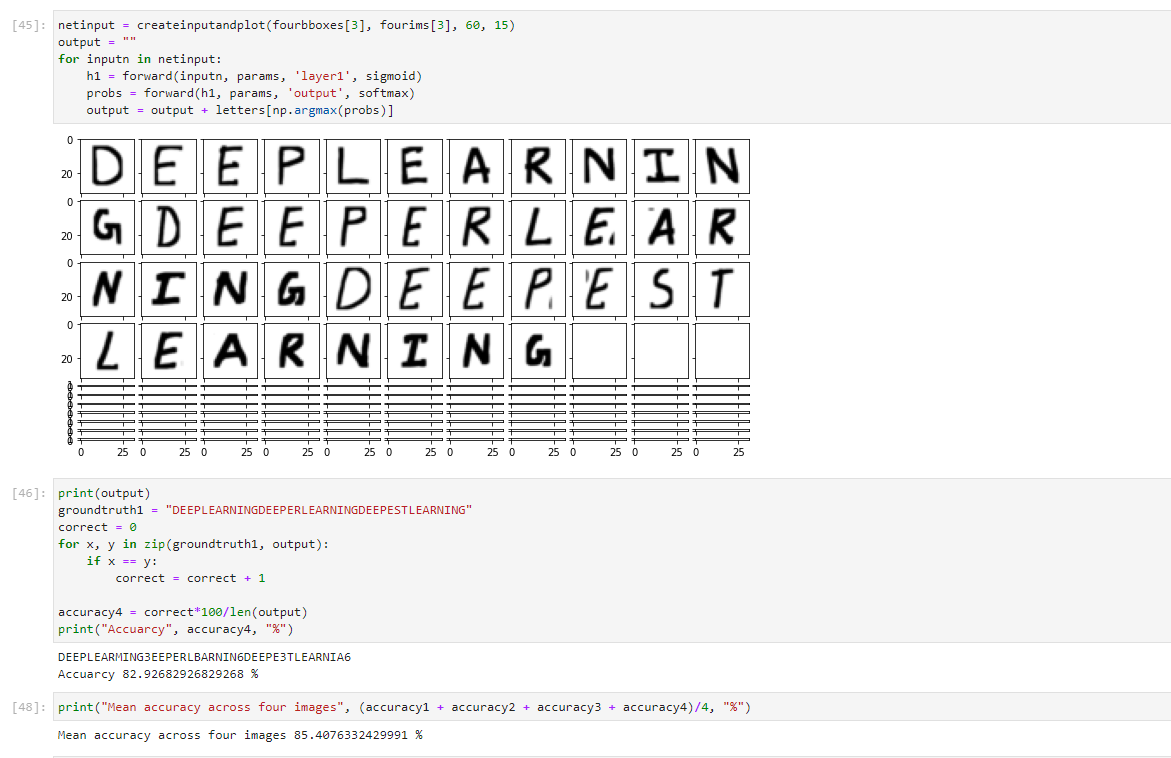 [45]:
netinput = createinputandplot(fourbboxes[3], fourims[3], 60, 15)
output = ""
for inputn in netinput:
    h1 = forward(inputn, params, 'layer1', sigmoid)
    probs = forward(h1, params, 'output', softmax)
    output = output + letters[np.argmax(probs)]
0 D E E P L E A R N I N
20
0 G D E E P E R L E A R
20
0 N I N G D E E P E S T
20
0 L E A R N I N G
20
0 25 0 25 0 25 0 25 0 25 0 25 0 25 0 25 0 25 0 25 0 25
[46]:
print(output)
groundtruth1 = "DEEPLEARNINGDEEPERLEARNINGDEEPESTLEARNING"
correct = 0
for x, y in zip(groundtruth1, output):
    if x == y:
        correct = correct + 1
accuracy4 = correct*100/len(output)
print("Accuarcy", accuracy4, "%")
DEEPLEARMING3EEPERLBARNIN6DEEPE3TLEARNIA6
Accuarcy 82.92682926829268 %
[48]:
print("Mean accuracy across four images", (accuracy1 + accuracy2 + accuracy3 + accuracy4)/4, "%")
Mean accuracy across four images 85.4076332429991 %